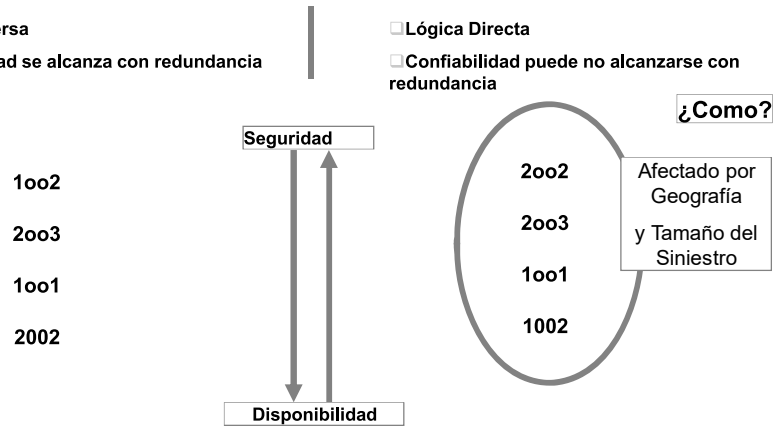 ersa
ad se alcanza con redundancia
Lógica Directa
Confiabilidad puede no alcanzarse con
redundancia
¿Como?
Seguridad
1oo2
2oo3
1oo1
2002
2oo2
2oo3
1oo1
1002
Afectado por
Geografía
y Tamaño del
Siniestro
Disponibilidad